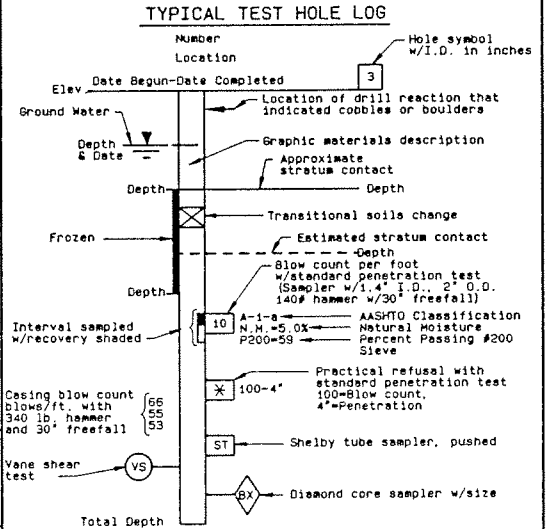 TYPICAL TEST HOLE LOG
Number
Location
Hole symbol
w/I.D. in inches
3
Date Begun-Date Completed
Elev
Location of drill reaction that
indicated cobbles or boulders
Ground Water
Depth
& Date
Graphic materials description
Approximate
stratum contact
Depth
Depth
Transitional soils change
Frozen
Estimated stratum contact
Depth
Blow count per foot
w/standard penetration test
(Sampler w/1.4" I.D., 2" O.D.
140# hammer w/30" freefall)
Depth
10
A-1-a
AASHTO Classification
N.M.=5.0%
Natural Moisture
P200=59
Percent Passing #200
Sieve
Interval sampled
w/recovery shaded
Practical refusal with
standard penetration test
100=Blow count,
4"=Penetration
100-4"
Casing blow count
blows/ft. with
340 lb. hammer
and 30" freefall
66
55
53
ST
Shelby tube sampler, pushed
Vane shear
test
VS
BX
Diamond core sampler w/size
Total Depth